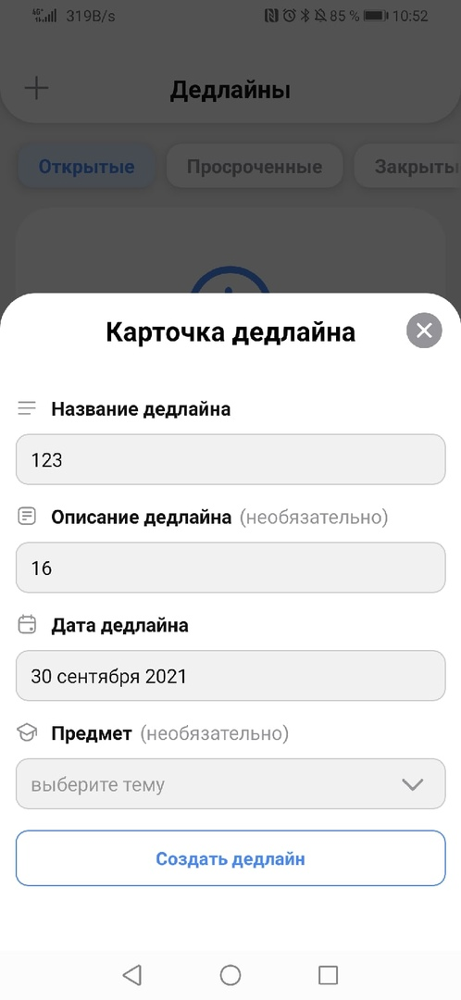 4G+ 319B/s 85 % 10:52
Дедлайны
Открытые Просроченные Закрыты
Карточка дедлайна
Название дедлайна
123
Описание дедлайна (необязательно)
16
Дата дедлайна
30 сентября 2021
Предмет (необязательно)
выберите тему
Создать дедлайн